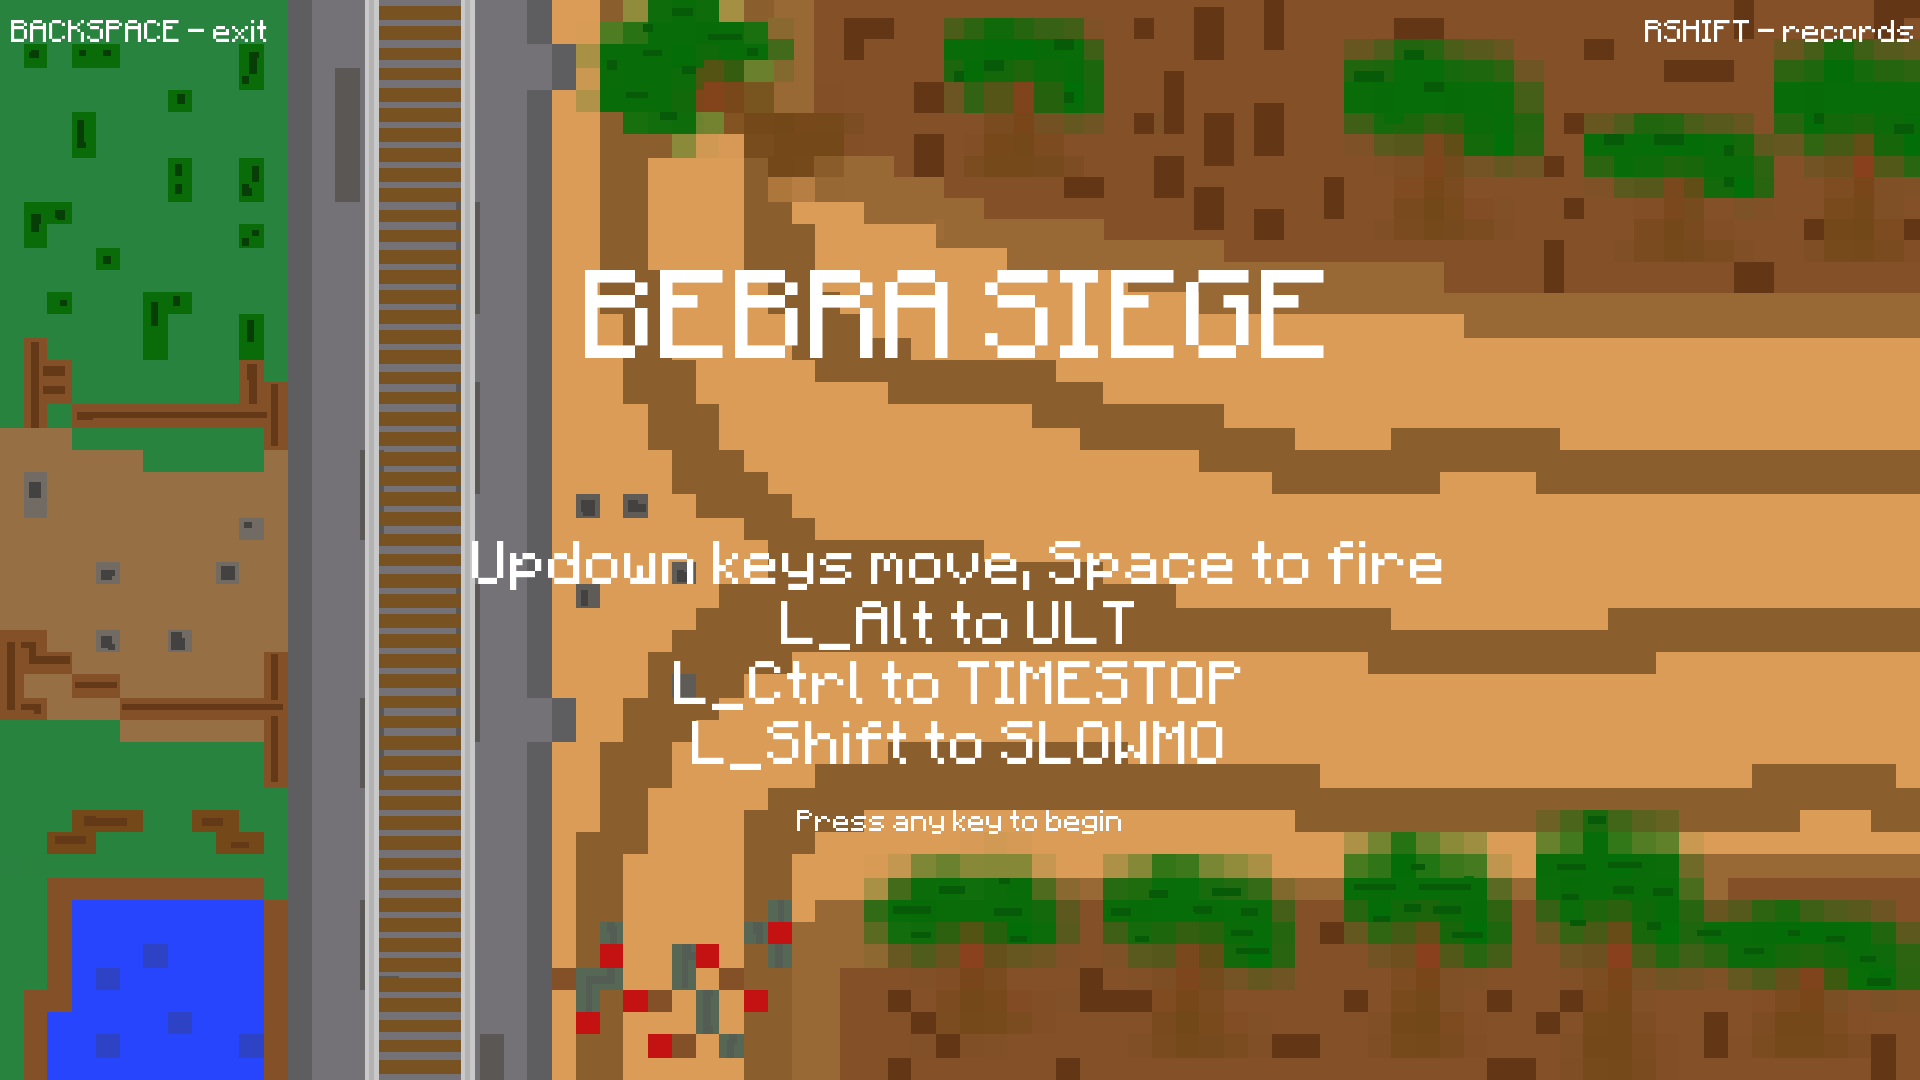 BACKSPACE - exit
RSHIFT - records
BEBRA SIEGE
Updown keys move, Space to fire
L_Alt to ULT
L_Ctrl to TIMESTOP
L_Shift to SLOWMO
Press any key to begin